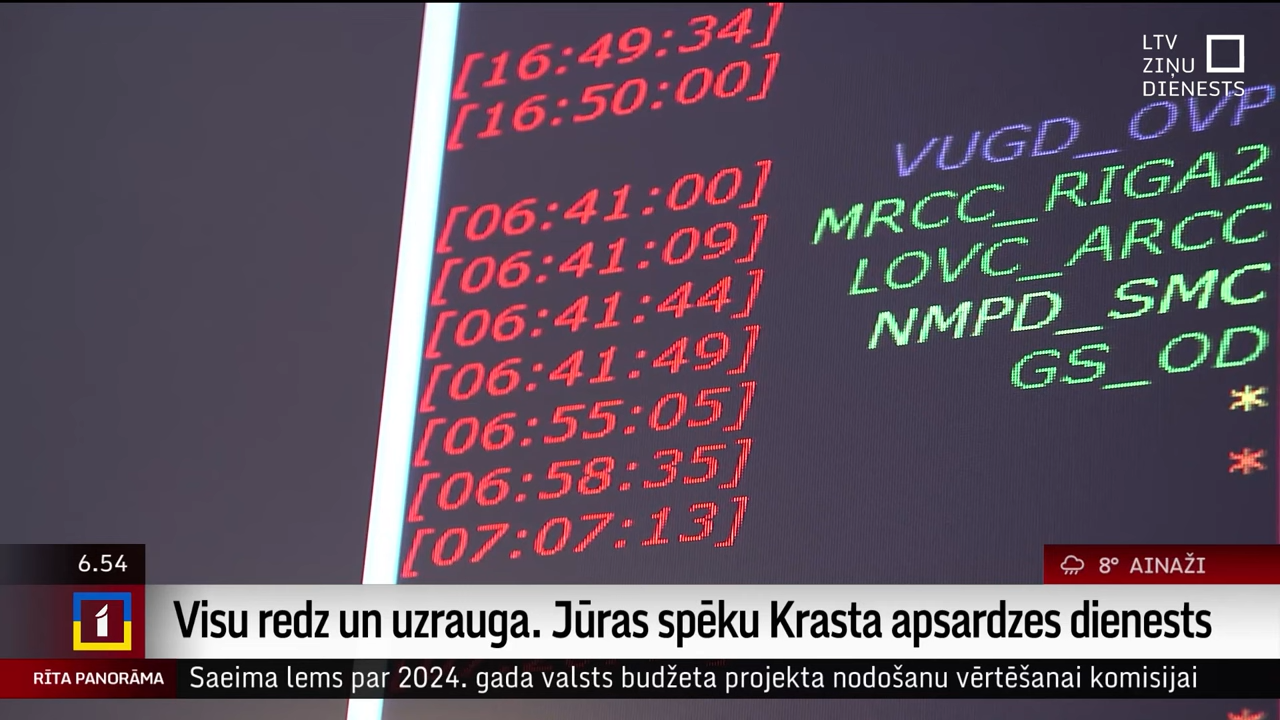 [16:49:34]
[16:50:00]
[06:41:00]
[06:41:09]
[06:41:44]
[06:41:49]
[06:55:05]
[06:58:35]
[07:07:13]
VUGD_OVP
MRCC_RIGA2
LOVC_ARCC
NMPD_SMC
GS_OD
*
*
LTV
ZIŅU
DIENESTS
6.54
8° AINAŽI
1
Visu redz un uzrauga. Jūras spēku Krasta apsardzes dienests
RĪTA PANORĀMA
Saeima lems par 2024. gada valsts budžeta projekta nodošanu vērtēšanai komisijai